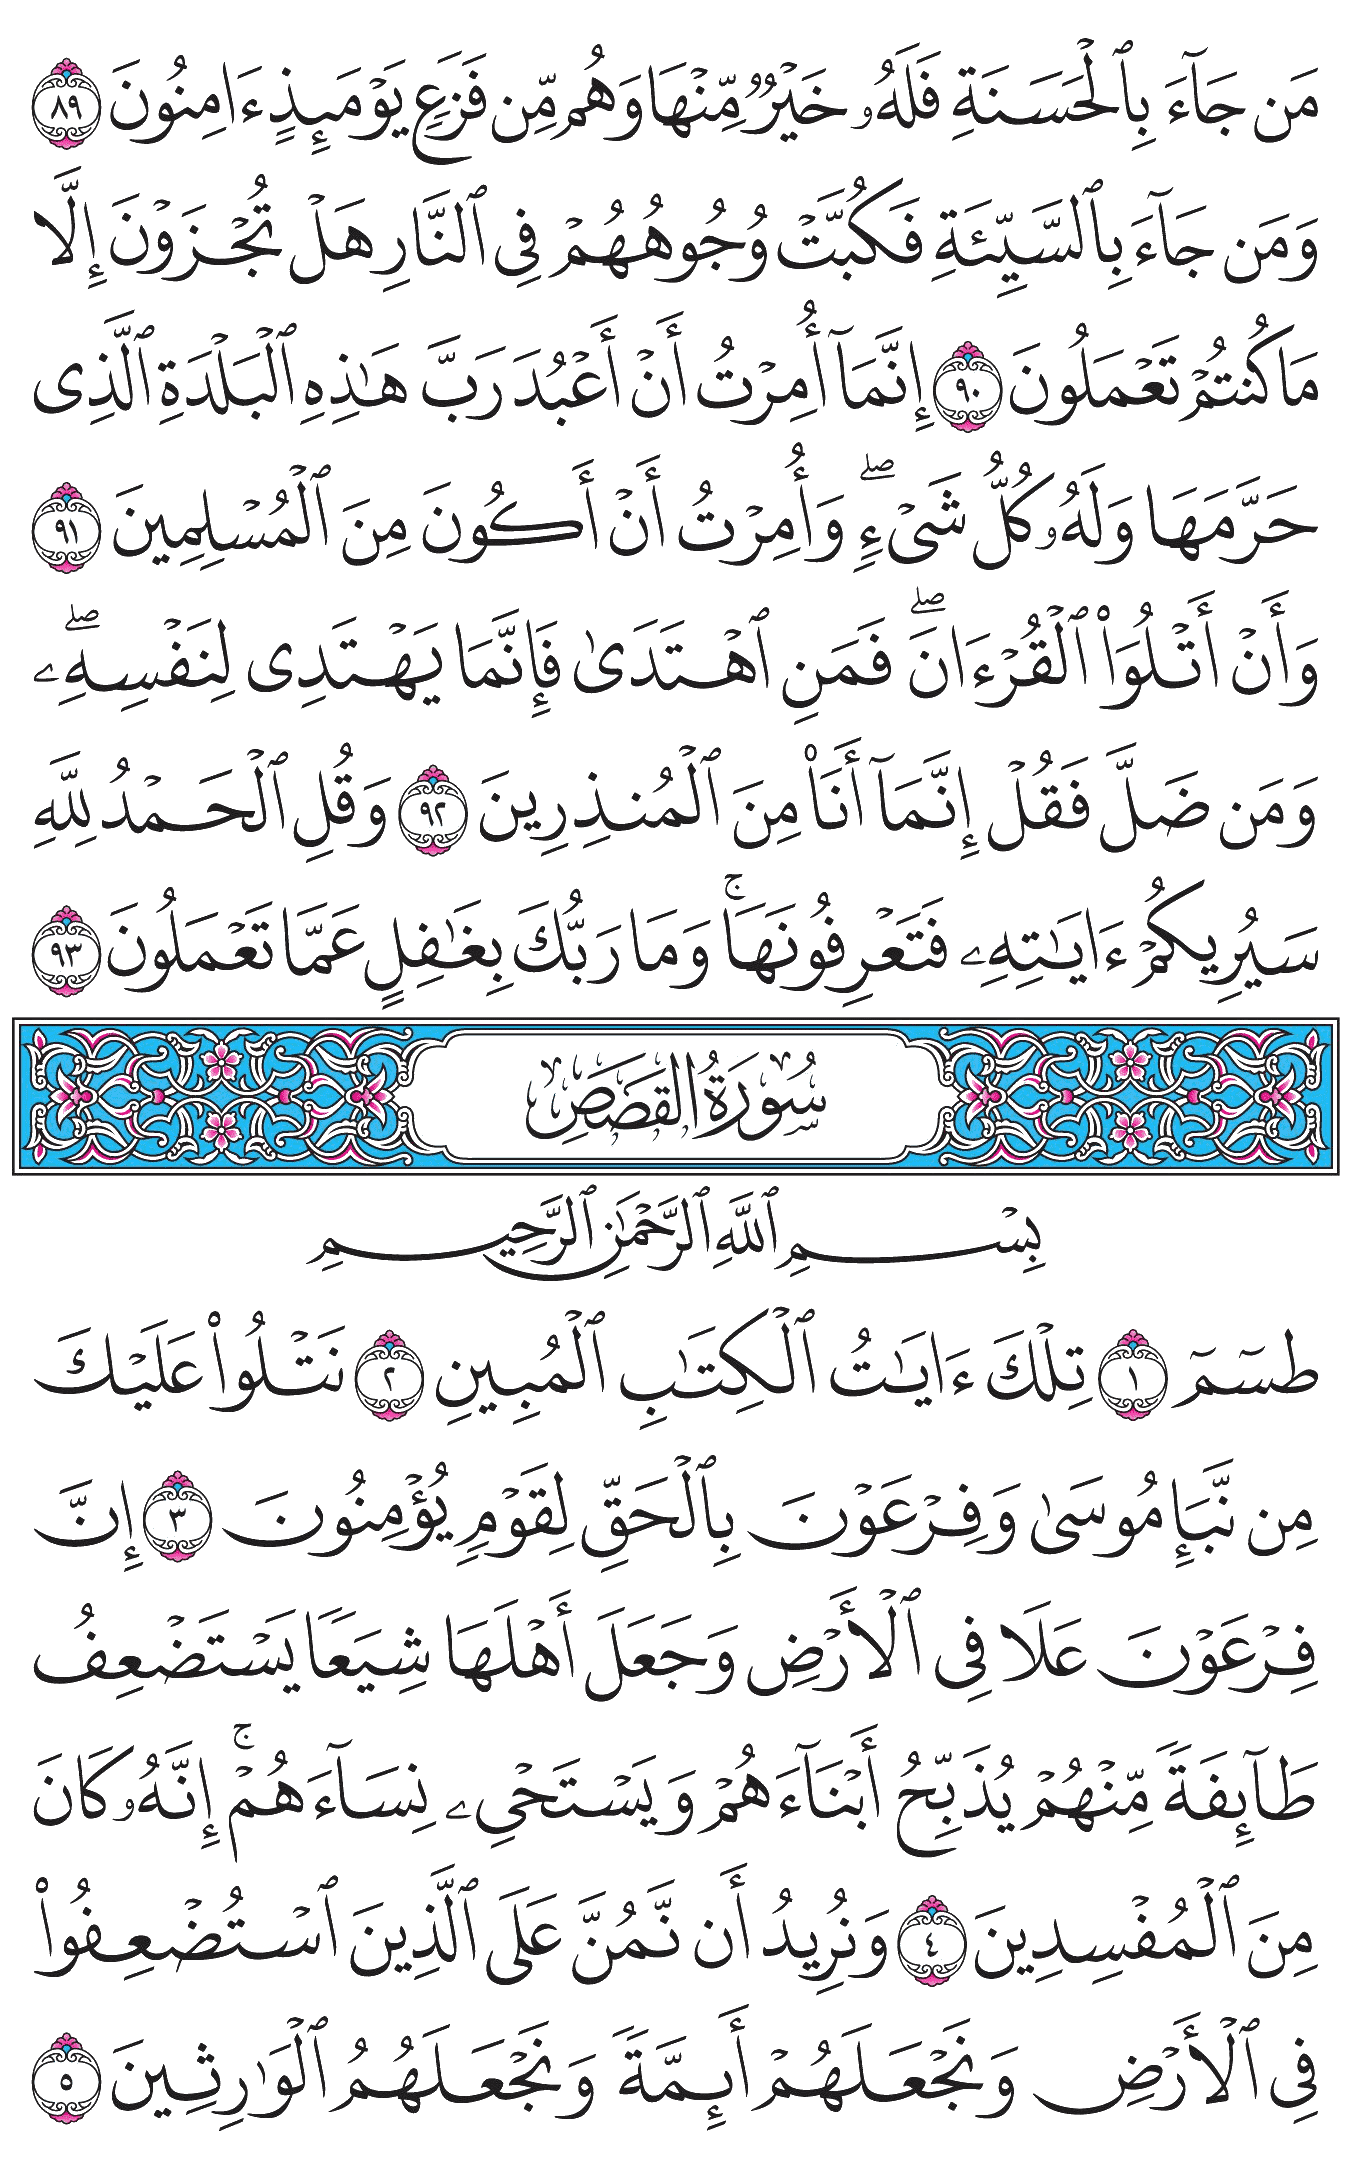 مَن جَآءَ بِٱلْحَسَنَةِ فَلَهُۥ خَيْرٌ مِّنْهَا وَهُم مِّن فَزَعٍ يَوْمَئِذٍ ءَامِنُونَ ٨٩
وَمَن جَآءَ بِٱلسَّيِّئَةِ فَكُبَّتْ وُجُوهُهُمْ فِى ٱلنَّارِ هَلْ تُجْزَوْنَ إِلَّا
مَا كُنتُمْ تَعْمَلُونَ ٩٠ إِنَّمَآ أُمِرْتُ أَنْ أَعْبُدَ رَبَّ هَٰذِهِ ٱلْبَلْدَةِ ٱلَّذِى
حَرَّمَهَا وَلَهُۥ كُلُّ شَىْءٍۖ وَأُمِرْتُ أَنْ أَكُونَ مِنَ ٱلْمُسْلِمِينَ ٩١
وَأَنْ أَتْلُوَا۟ ٱلْقُرْءَانَۖ فَمَنِ ٱهْتَدَىٰ فَإِنَّمَا يَهْتَدِى لِنَفْسِهِۦۖ
وَمَن ضَلَّ فَقُلْ إِنَّمَآ أَنَا۠ مِنَ ٱلْمُنذِرِينَ ٩٢ وَقُلِ ٱلْحَمْدُ لِلَّهِ
سَيُرِيكُمْ ءَايَٰتِهِۦ فَتَعْرِفُونَهَاۚ وَمَا رَبُّكَ بِغَٰفِلٍ عَمَّا تَعْمَلُونَ ٩٣
سُورَةُ القَصَصِ
بِسْمِ ٱللَّهِ ٱلرَّحْمَٰنِ ٱلرَّحِيمِ
طسٓمٓ ١ تِلْكَ ءَايَٰتُ ٱلْكِتَٰبِ ٱلْمُبِينِ ٢ نَتْلُوا۟ عَلَيْكَ
مِن نَّبَإِ مُوسَىٰ وَفِرْعَوْنَ بِٱلْحَقِّ لِقَوْمٍ يُؤْمِنُونَ ٣ إِنَّ
فِرْعَوْنَ عَلَا فِى ٱلْأَرْضِ وَجَعَلَ أَهْلَهَا شِيَعًا يَسْتَضْعِفُ
طَآئِفَةً مِّنْهُمْ يُذَبِّحُ أَبْنَآءَهُمْ وَيَسْتَحْىِۦ نِسَآءَهُمْۚ إِنَّهُۥ كَانَ
مِنَ ٱلْمُفْسِدِينَ ٤ وَنُرِيدُ أَن نَّمُنَّ عَلَى ٱلَّذِينَ ٱسْتُضْعِفُوا۟
فِى ٱلْأَرْضِ وَنَجْعَلَهُمْ أَئِمَّةً وَنَجْعَلَهُمُ ٱلْوَٰرِثِينَ ٥